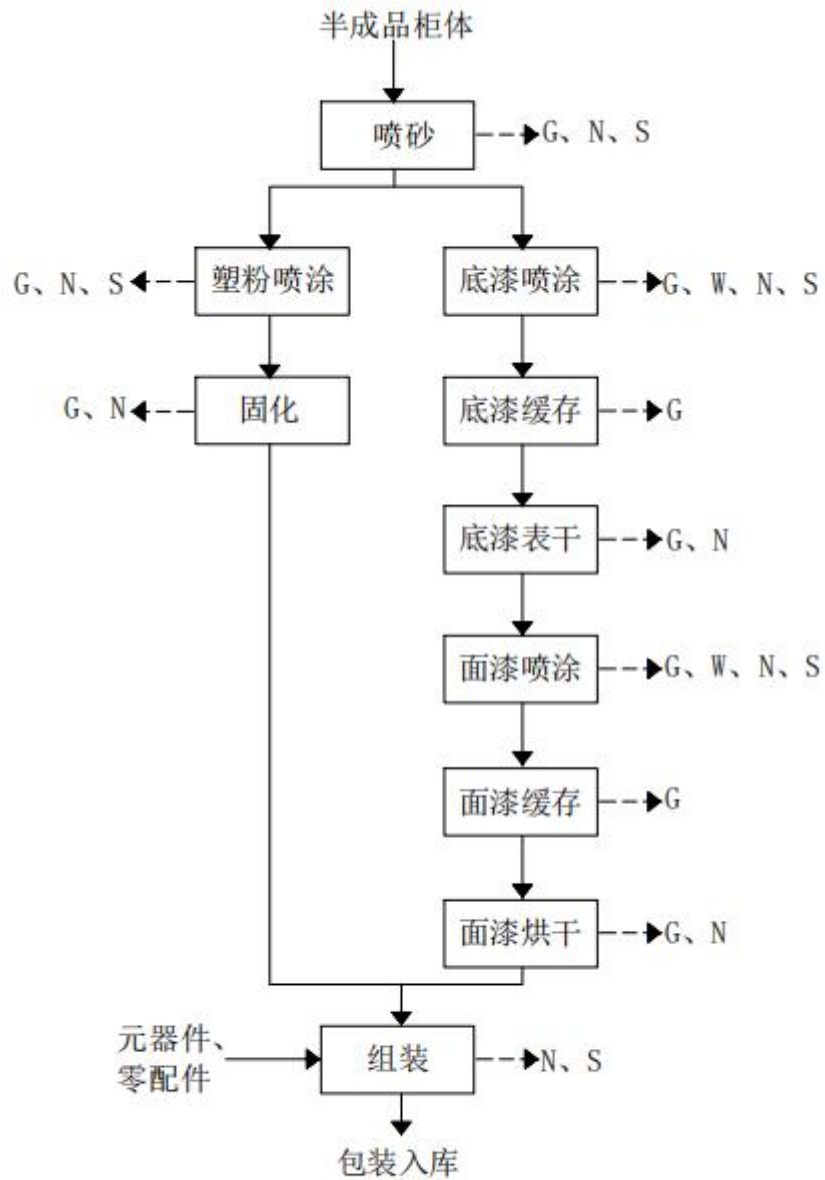 半成品柜体
喷砂
G、N、S
G、N、S
塑粉喷涂
底漆喷涂
G、W、N、S
G、N
固化
底漆缓存
G
底漆表干
G、N
面漆喷涂
G、W、N、S
面漆缓存
G
面漆烘干
G、N
元器件、
零配件
组装
N、S
包装入库